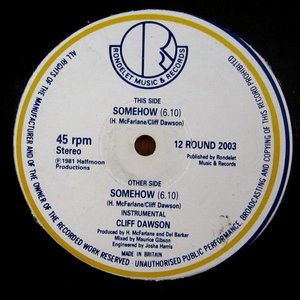 RONDELET MUSIC & RECORDS
THIS SIDE
SOMEHOW (6.10)
(H. McFarlane/Cliff Dawson)
45 rpm
Stereo
12 ROUND 2003
℗1981 Halfmoon
Productions
Published by Rondelet
Music & Records
OTHER SIDE
SOMEHOW (6.10)
(H. McFarlane/Cliff Dawson)
INSTRUMENTAL
CLIFF DAWSON
Produced by H. McFarlane and Del Barker
Mixed by Maurice Gibson
Engineered by Josha Harris
MADE IN BRITAIN
ALL RIGHTS OF THE MANUFACTURER AND OF THE OWNER OF THE RECORDED WORK RESERVED. UNAUTHORISED PUBLIC PERFORMANCE, BROADCASTING AND COPYING OF THIS RECORD PROHIBITED